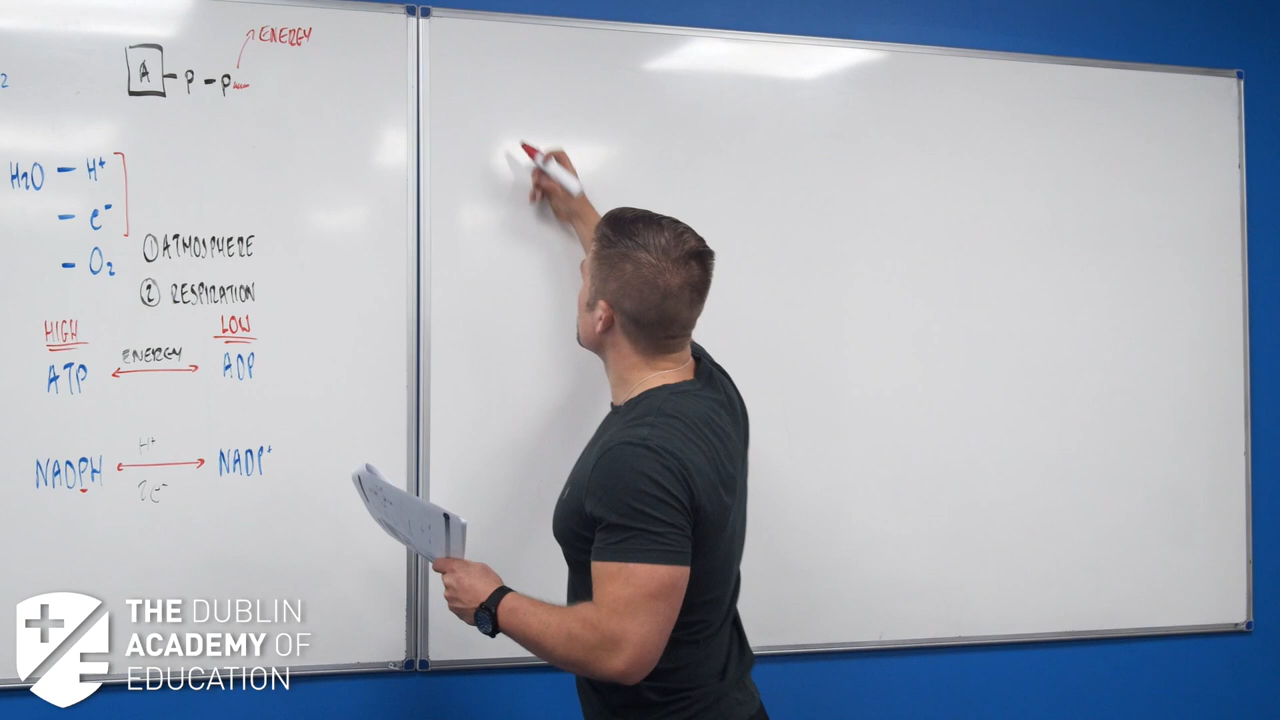 ENERGY
2
A - P - P
H2O - H+
- e-
- O2
① ATMOSPHERE
② RESPIRATION
HIGH
LOW
ENERGY
ATP
ADP
H+
NADPH
NADP+
2e-
THE DUBLIN
ACADEMY OF
EDUCATION